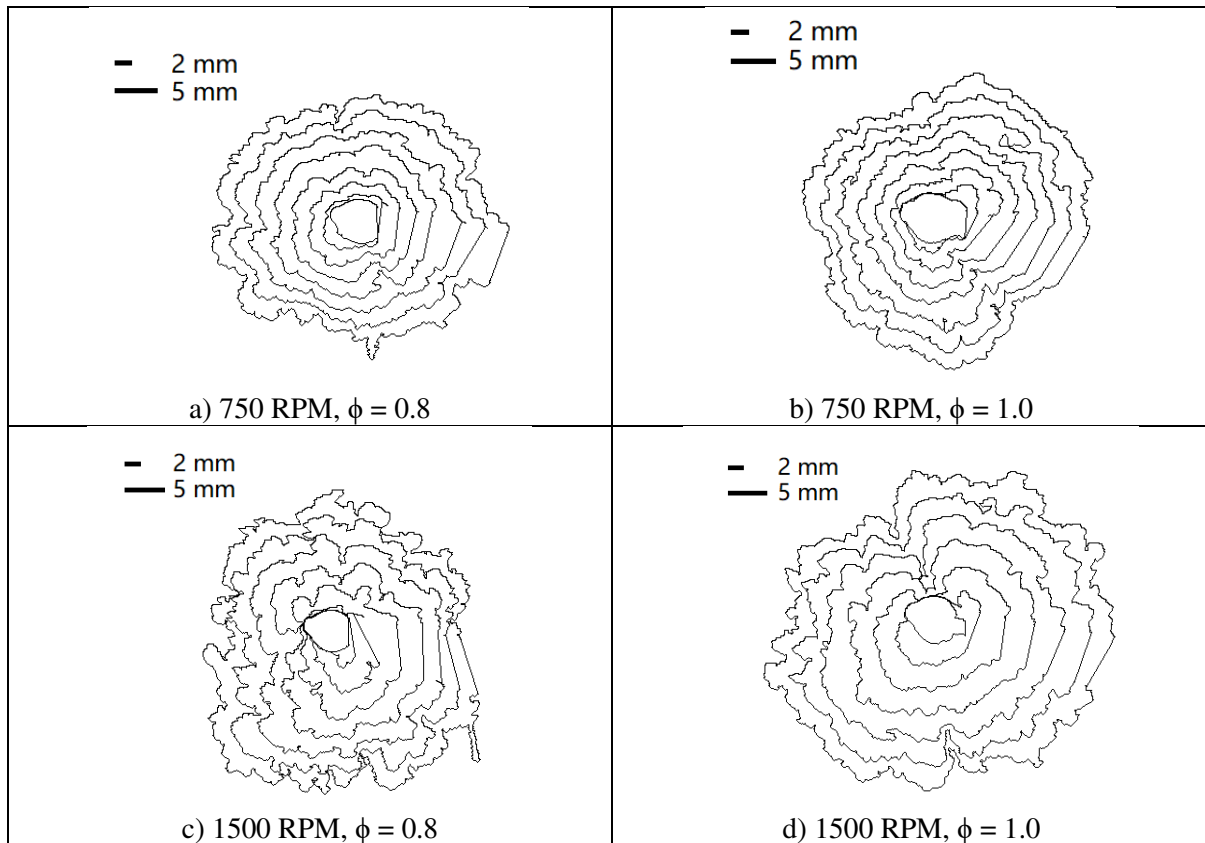 2 mm
5 mm
a) 750 RPM, ϕ = 0.8
2 mm
5 mm
b) 750 RPM, ϕ = 1.0
2 mm
5 mm
c) 1500 RPM, ϕ = 0.8
2 mm
5 mm
d) 1500 RPM, ϕ = 1.0